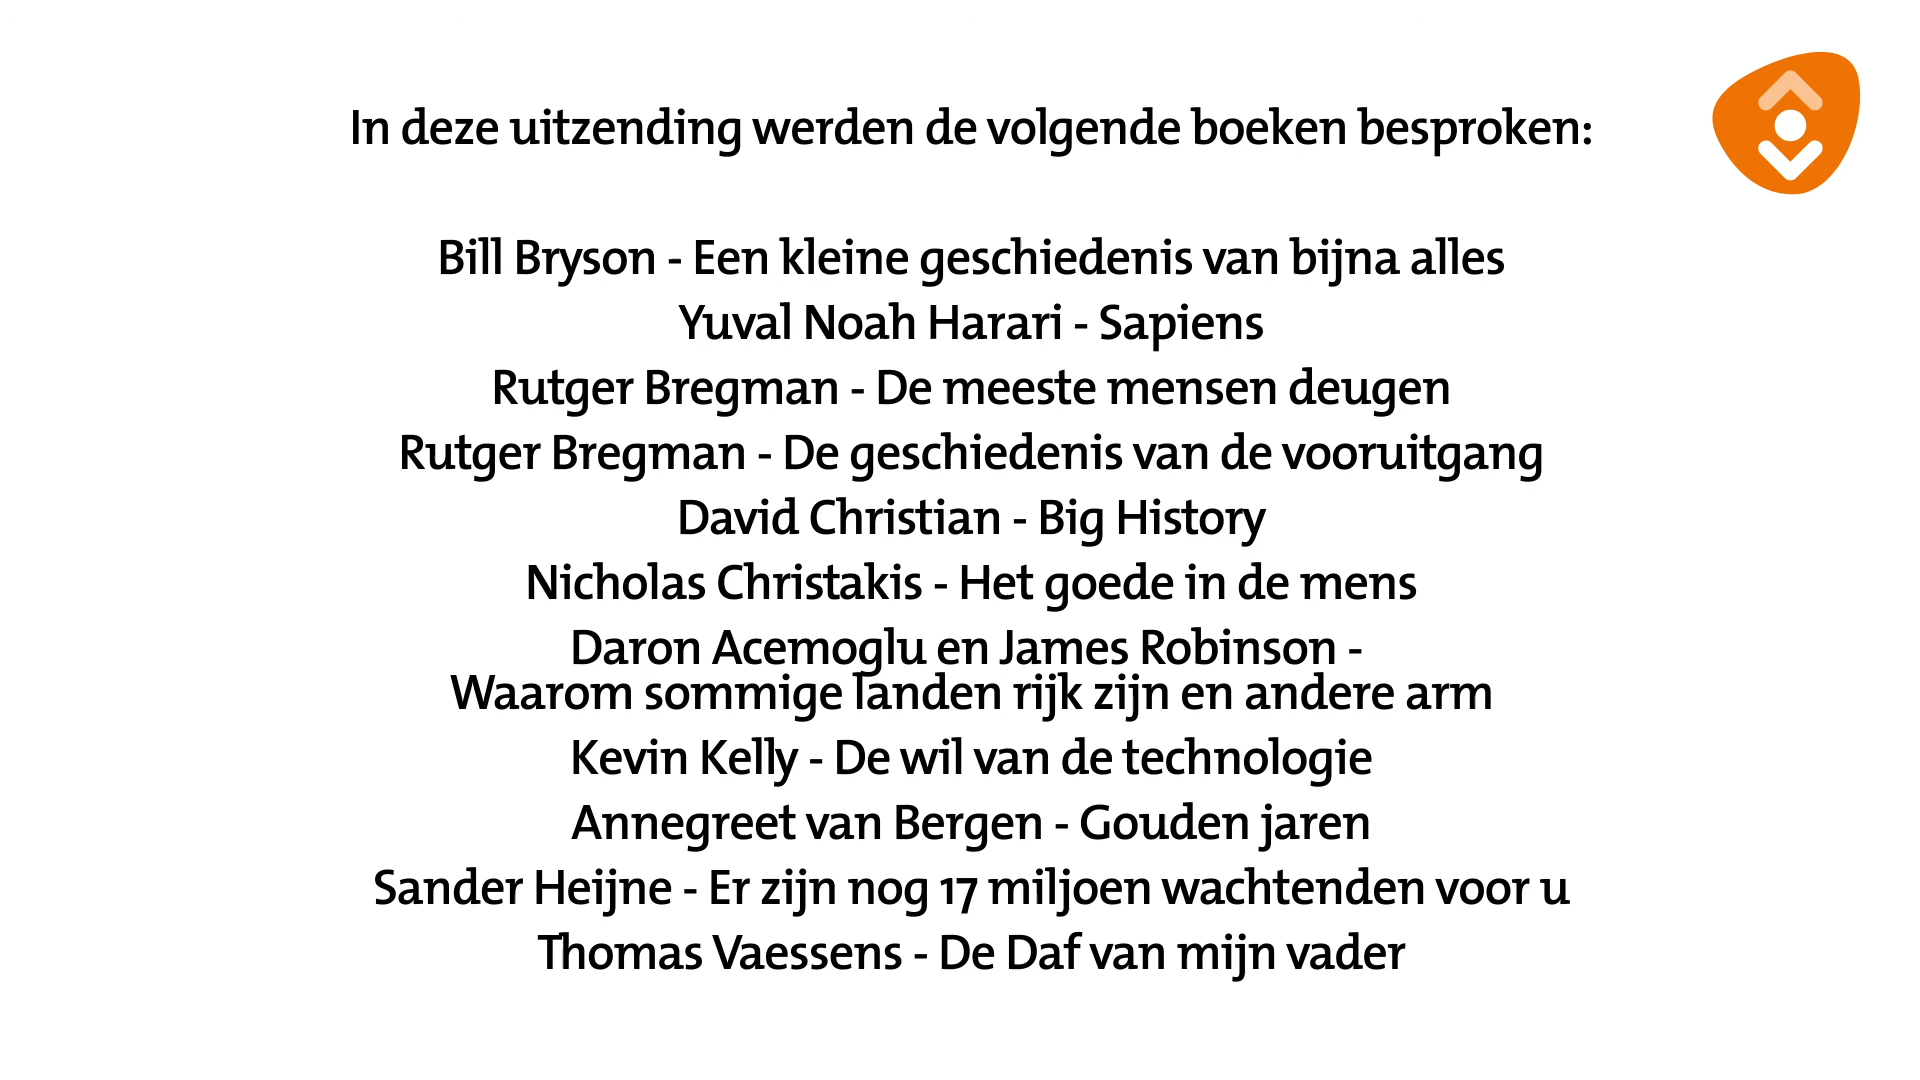 In deze uitzending werden de volgende boeken besproken:
Bill Bryson - Een kleine geschiedenis van bijna alles
Yuval Noah Harari - Sapiens
Rutger Bregman - De meeste mensen deugen
Rutger Bregman - De geschiedenis van de vooruitgang
David Christian - Big History
Nicholas Christakis - Het goede in de mens
Daron Acemoglu en James Robinson -
Waarom sommige landen rijk zijn en andere arm
Kevin Kelly - De wil van de technologie
Annegreet van Bergen - Gouden jaren
Sander Heijne - Er zijn nog 17 miljoen wachtenden voor u
Thomas Vaessens - De Daf van mijn vader